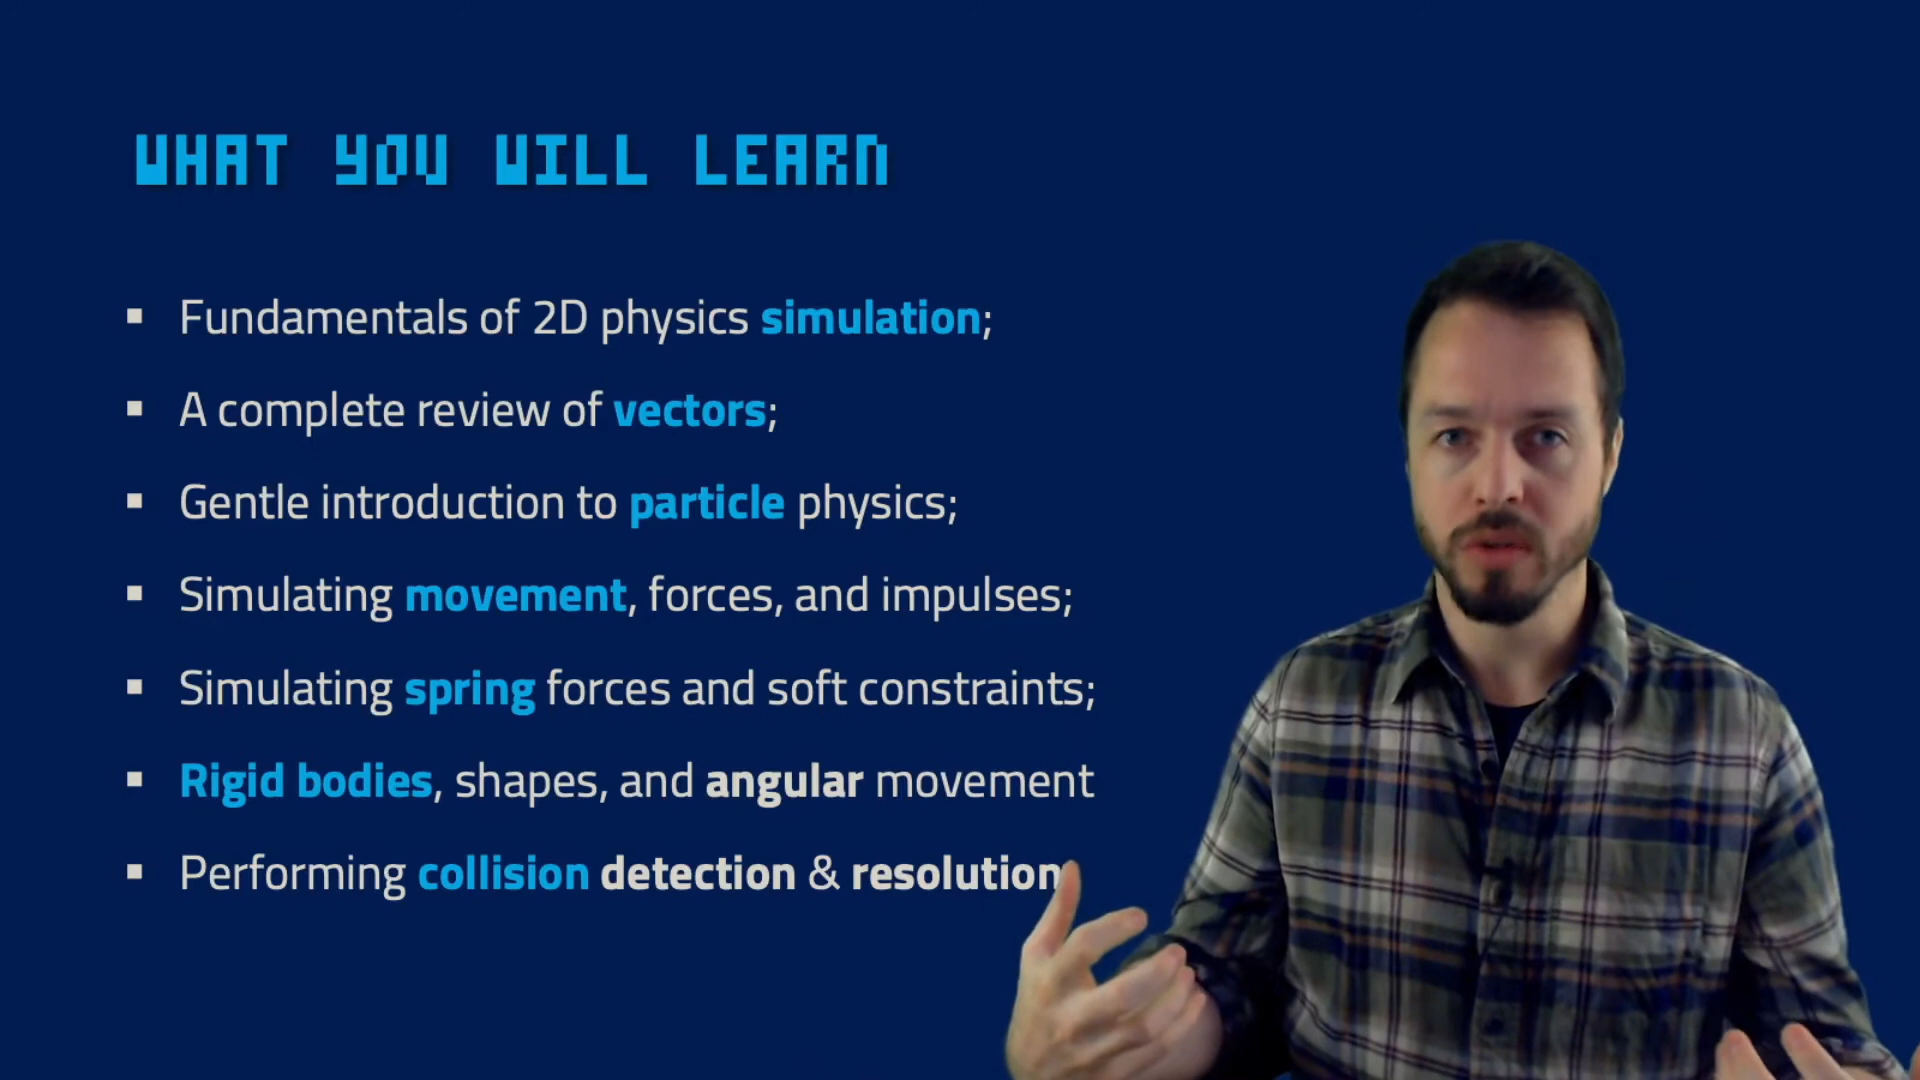 WHAT YOU WILL LEARN
▪ Fundamentals of 2D physics simulation;
▪ A complete review of vectors;
▪ Gentle introduction to particle physics;
▪ Simulating movement, forces, and impulses;
▪ Simulating spring forces and soft constraints;
▪ Rigid bodies, shapes, and angular movement
▪ Performing collision detection & resolution